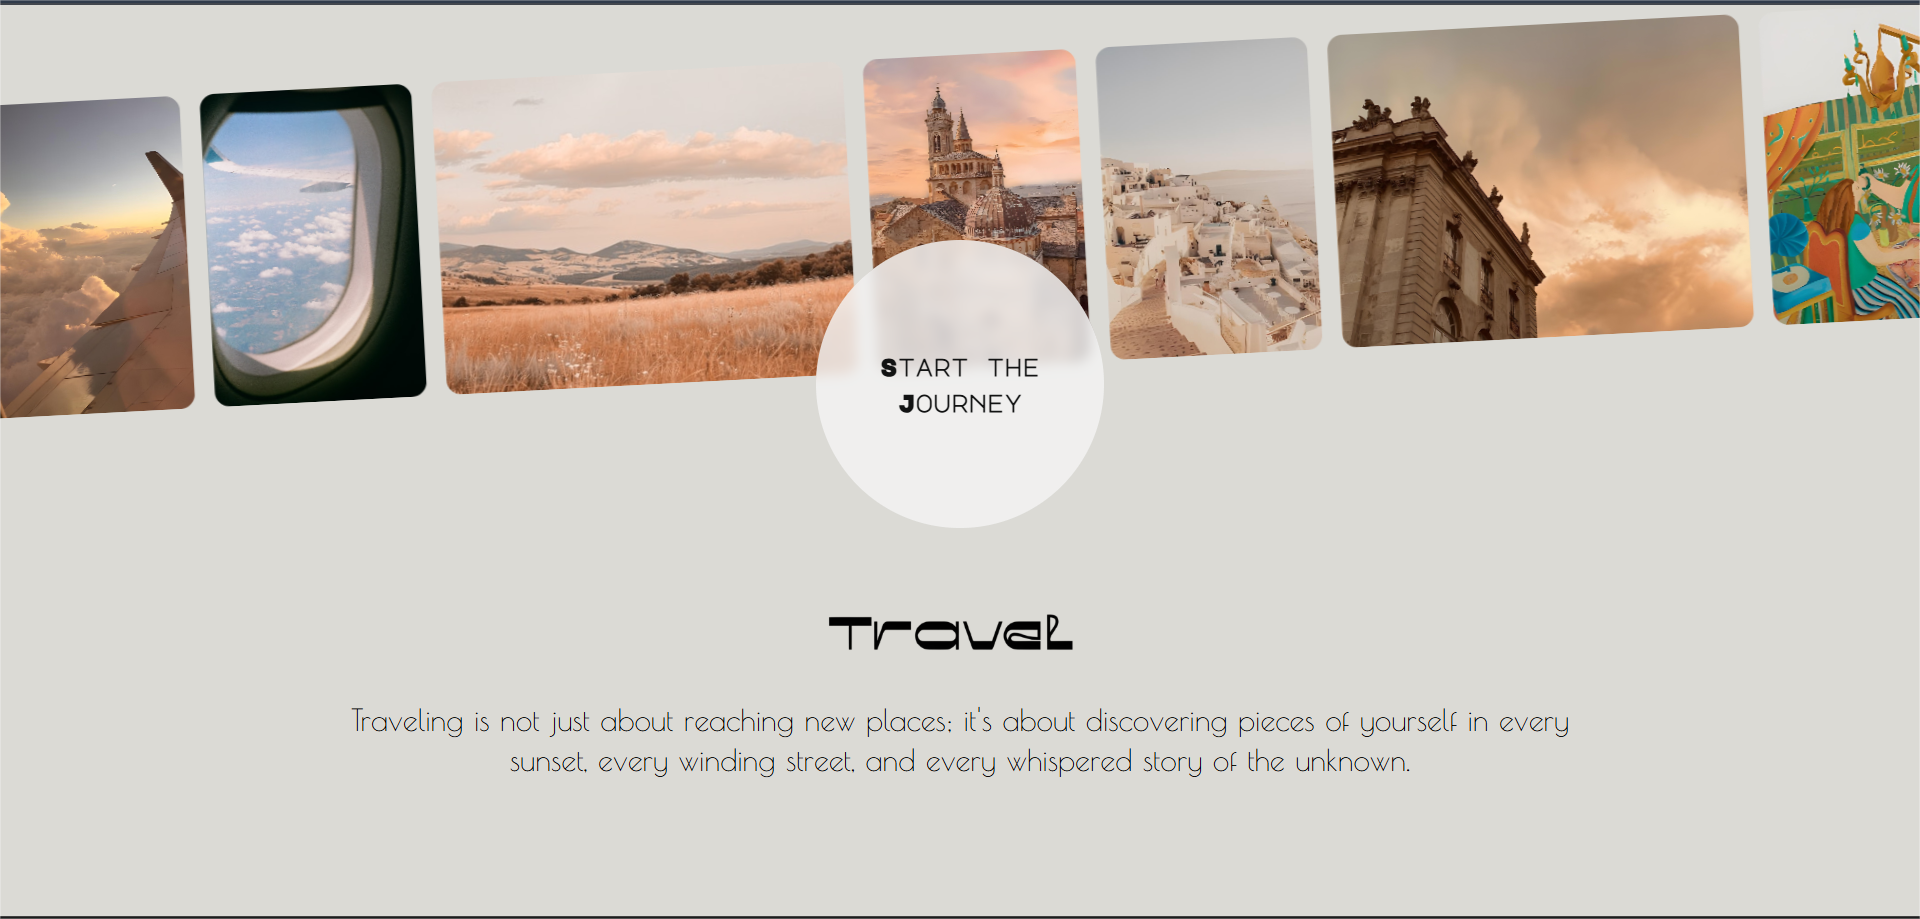 START THE
JOURNEY
Travel
Traveling is not just about reaching new places; it's about discovering pieces of yourself in every
sunset, every winding street, and every whispered story of the unknown.